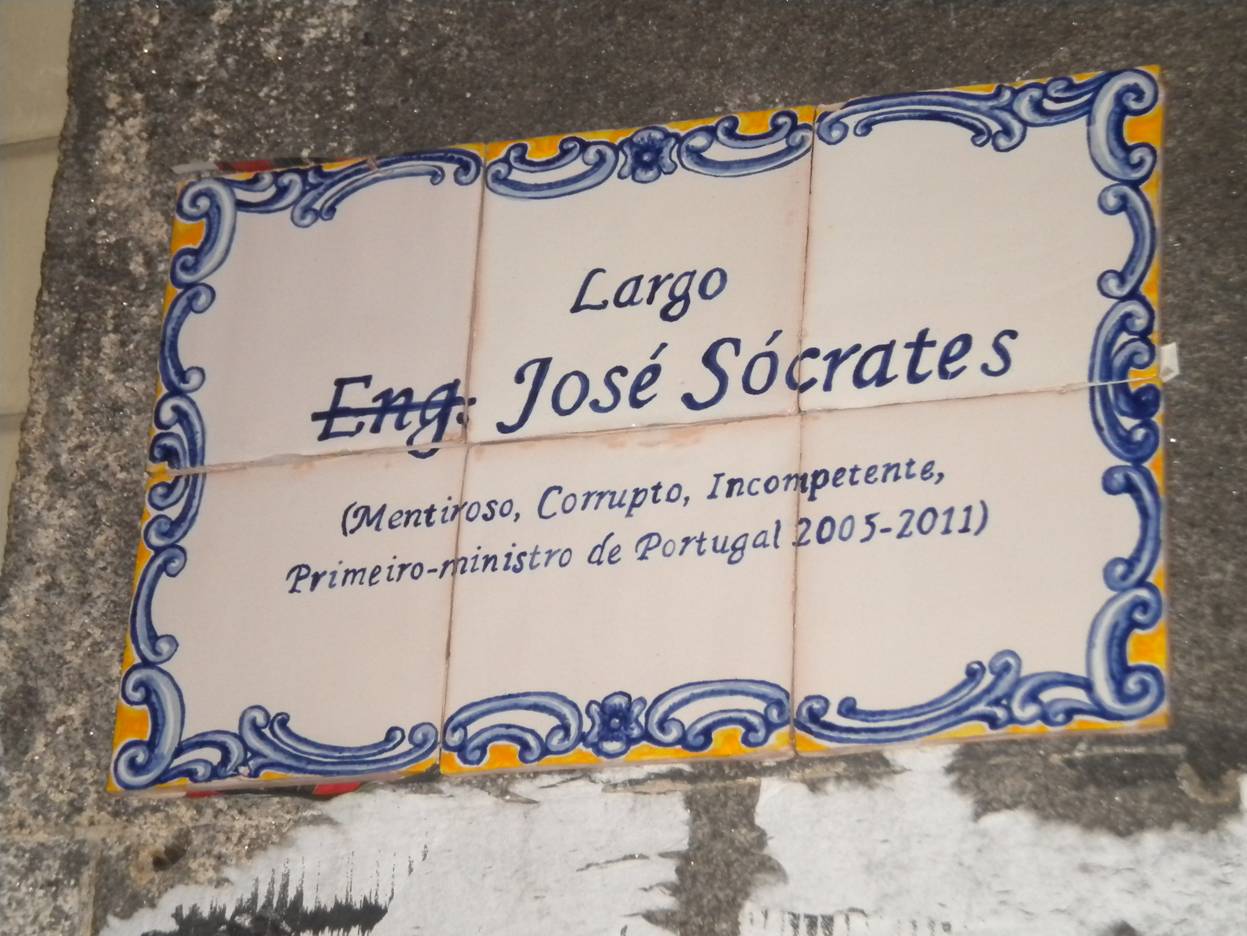 Largo
Eng. José Sócrates
(Mentiroso, Corrupto, Incompetente,
Primeiro-ministro de Portugal 2005-2011)